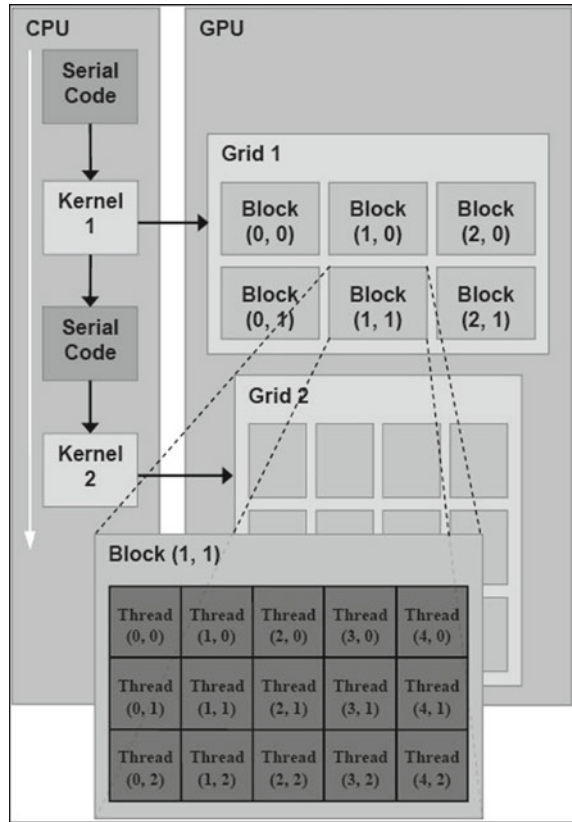 CPU
GPU
Serial
Code
Grid 1
Kernel
1
Block
(0, 0)
Block
(1, 0)
Block
(2, 0)
Block
(0, 1)
Block
(1, 1)
Block
(2, 1)
Serial
Code
Grid 2
Kernel
2
Block (1, 1)
Thread
(0, 0)
Thread
(1, 0)
Thread
(2, 0)
Thread
(3, 0)
Thread
(4, 0)
Thread
(0, 1)
Thread
(1, 1)
Thread
(2, 1)
Thread
(3, 1)
Thread
(4, 1)
Thread
(0, 2)
Thread
(1, 2)
Thread
(2, 2)
Thread
(3, 2)
Thread
(4, 2)